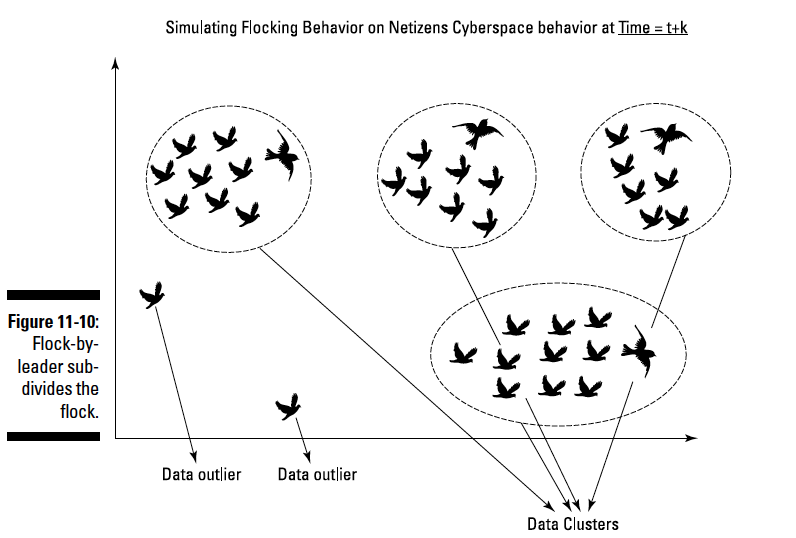 Simulating Flocking Behavior on Netizens Cyberspace behavior at Time = t+k
Figure 11-10:
Flock-by-
leader sub-
divides the
flock.
Data outlier
Data outlier
Data Clusters